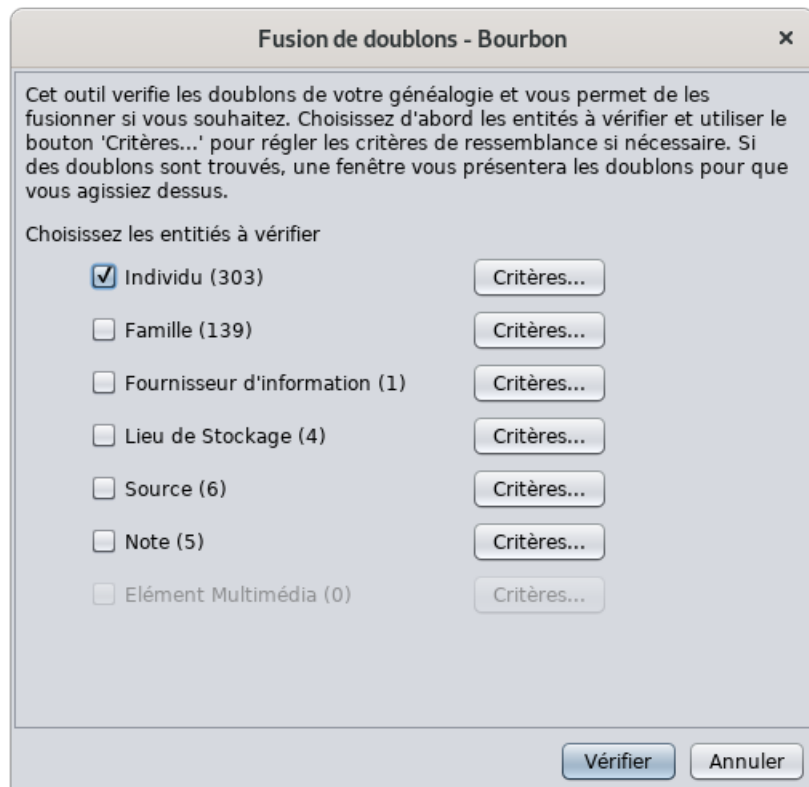 Fusion de doublons - Bourbon ×
Cet outil verifie les doublons de votre généalogie et vous permet de les
fusionner si vous souhaitez. Choisissez d'abord les entités à vérifier et utiliser le
bouton 'Critères...' pour régler les critères de ressemblance si nécessaire. Si
des doublons sont trouvés, une fenêtre vous présentera les doublons pour que
vous agissiez dessus.
Choisissez les entitiés à vérifier
Individu (303) Critères...
Famille (139) Critères...
Fournisseur d'information (1) Critères...
Lieu de Stockage (4) Critères...
Source (6) Critères...
Note (5) Critères...
Elément Multimédia (0) Critères...
Vérifier Annuler